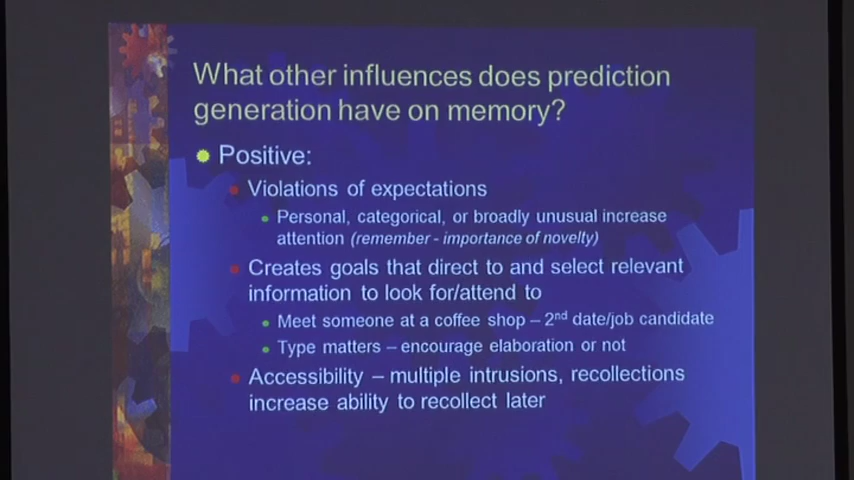 What other influences does prediction
generation have on memory?
Positive:
Violations of expectations
Personal, categorical, or broadly unusual increase
attention (remember - importance of novelty)
Creates goals that direct to and select relevant
information to look for/attend to
Meet someone at a coffee shop – 2nd date/job candidate
Type matters – encourage elaboration or not
Accessibility – multiple intrusions, recollections
increase ability to recollect later